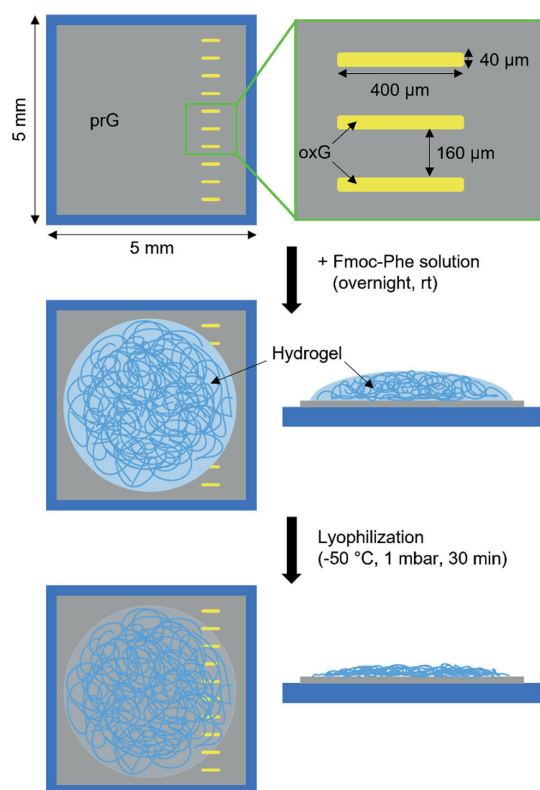 5 mm
prG
5 mm
40 µm
400 µm
oxG
160 µm
+ Fmoc-Phe solution
(overnight, rt)
Hydrogel
Lyophilization
(-50 °C, 1 mbar, 30 min)